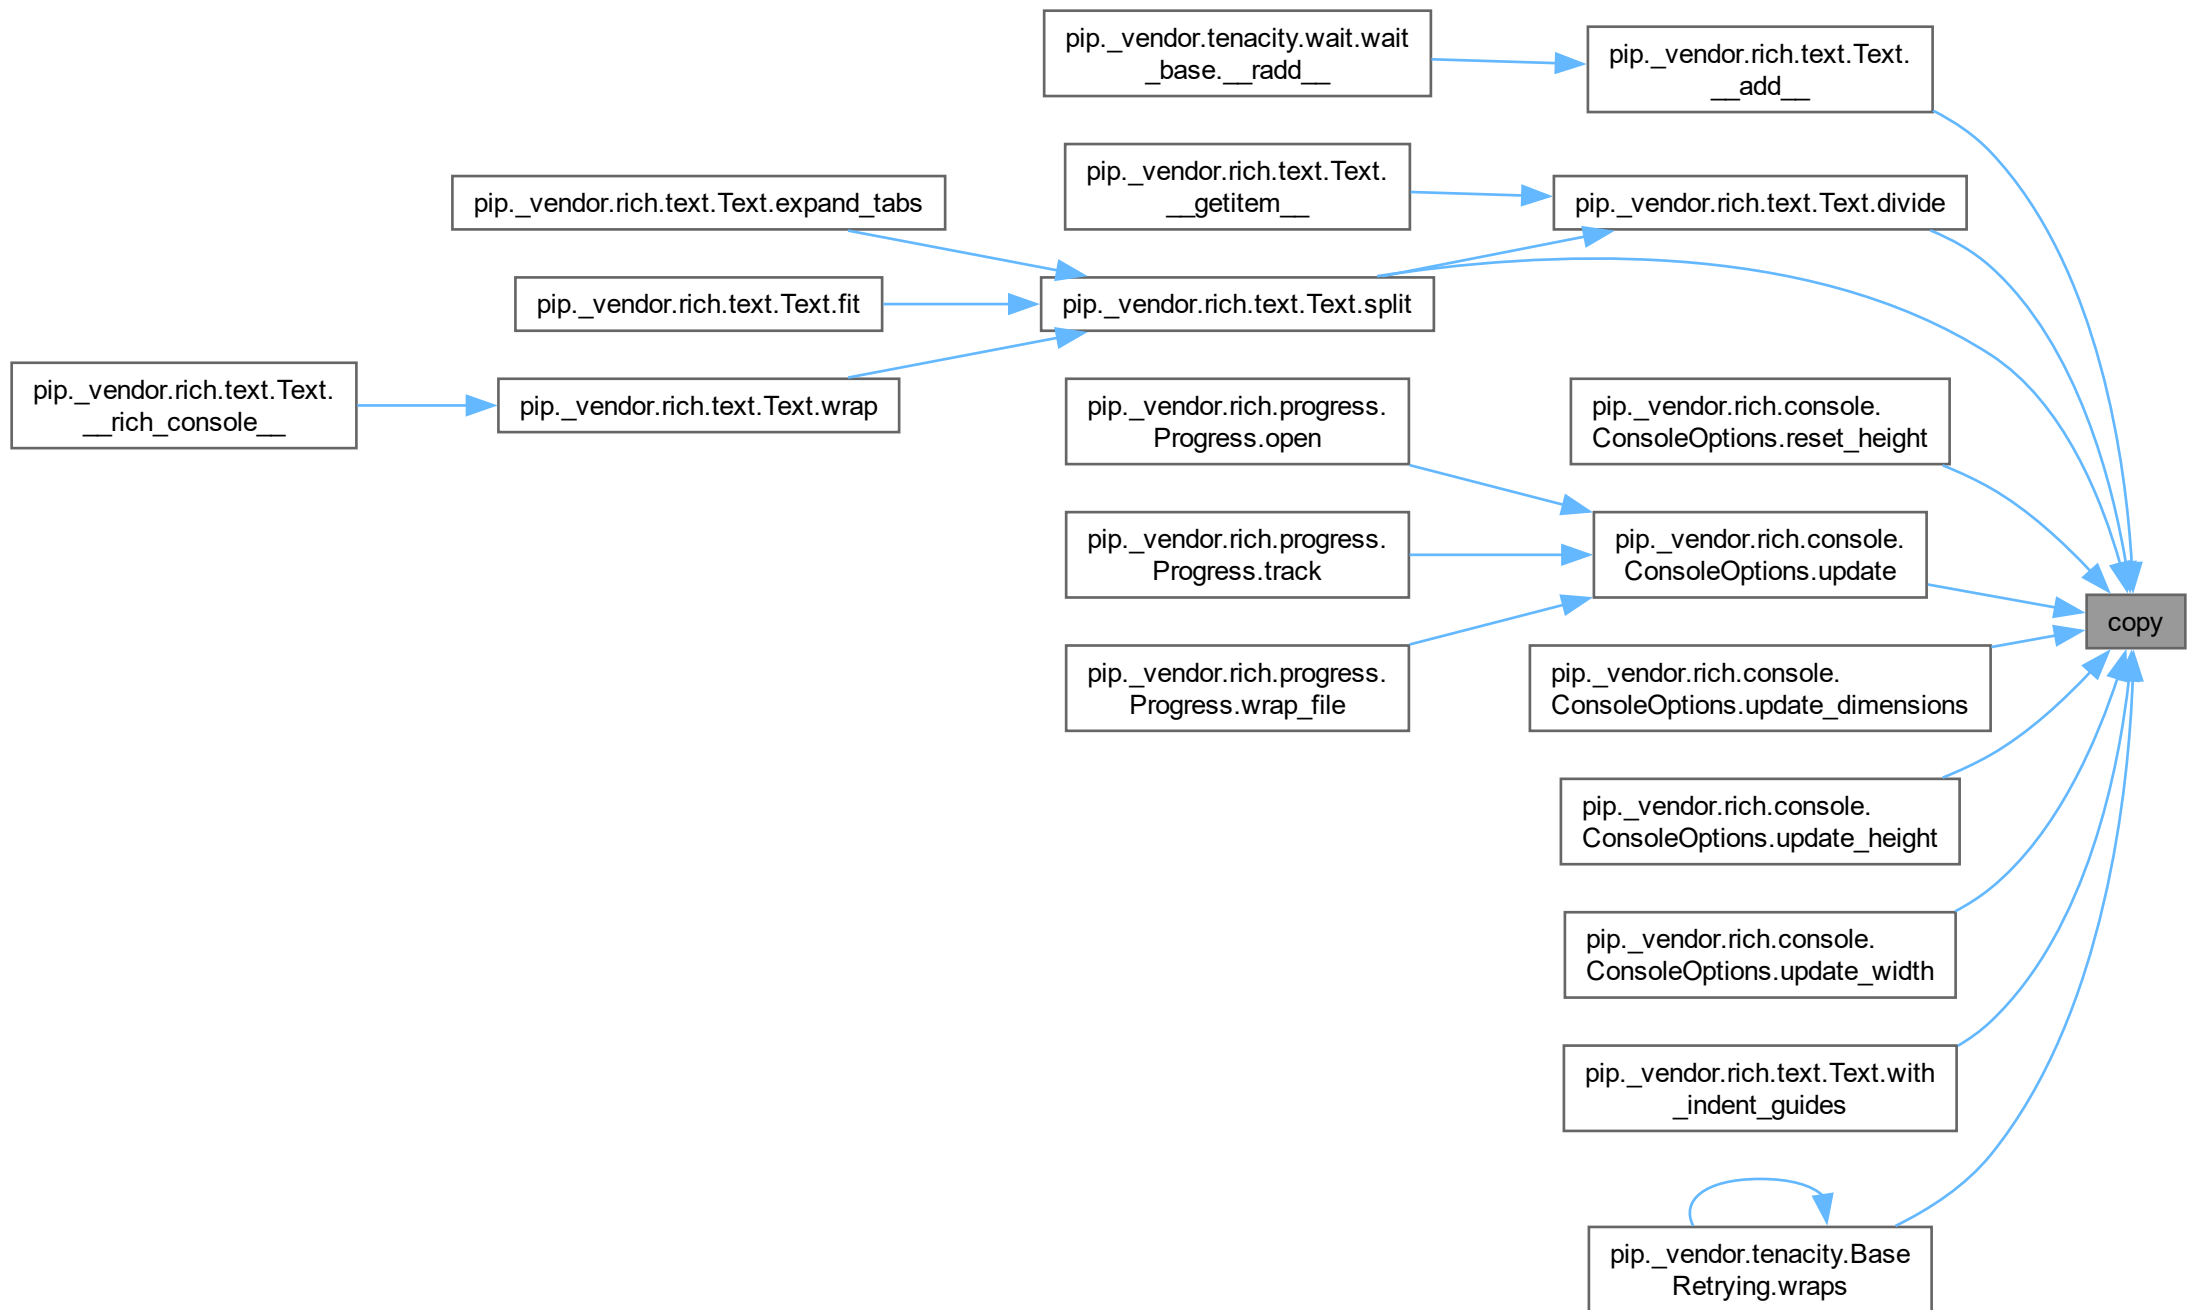 pip._vendor.tenacity.wait.wait
_base.__radd__
pip._vendor.rich.text.Text.
__add__
pip._vendor.rich.text.Text.
__getitem__
pip._vendor.rich.text.Text.divide
pip._vendor.rich.text.Text.expand_tabs
pip._vendor.rich.text.Text.fit
pip._vendor.rich.text.Text.split
pip._vendor.rich.text.Text.
__rich_console__
pip._vendor.rich.text.Text.wrap
pip._vendor.rich.progress.
Progress.open
pip._vendor.rich.console.
ConsoleOptions.reset_height
pip._vendor.rich.progress.
Progress.track
pip._vendor.rich.console.
ConsoleOptions.update
copy
pip._vendor.rich.progress.
Progress.wrap_file
pip._vendor.rich.console.
ConsoleOptions.update_dimensions
pip._vendor.rich.console.
ConsoleOptions.update_height
pip._vendor.rich.console.
ConsoleOptions.update_width
pip._vendor.rich.text.Text.with
_indent_guides
pip._vendor.tenacity.Base
Retrying.wraps